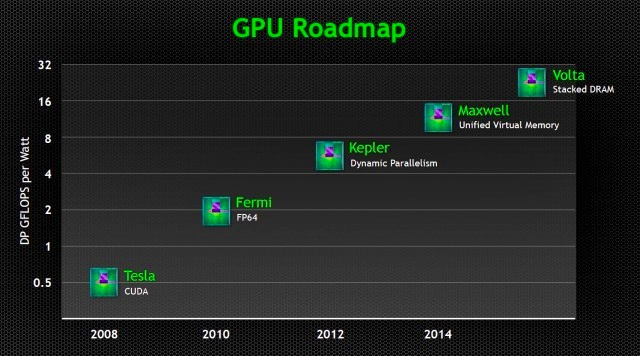 GPU Roadmap
32
16
8
4
2
1
0.5
DP GFLOPS per Watt
Volta
Stacked DRAM
Maxwell
Unified Virtual Memory
Kepler
Dynamic Parallelism
Fermi
FP64
Tesla
CUDA
2008
2010
2012
2014